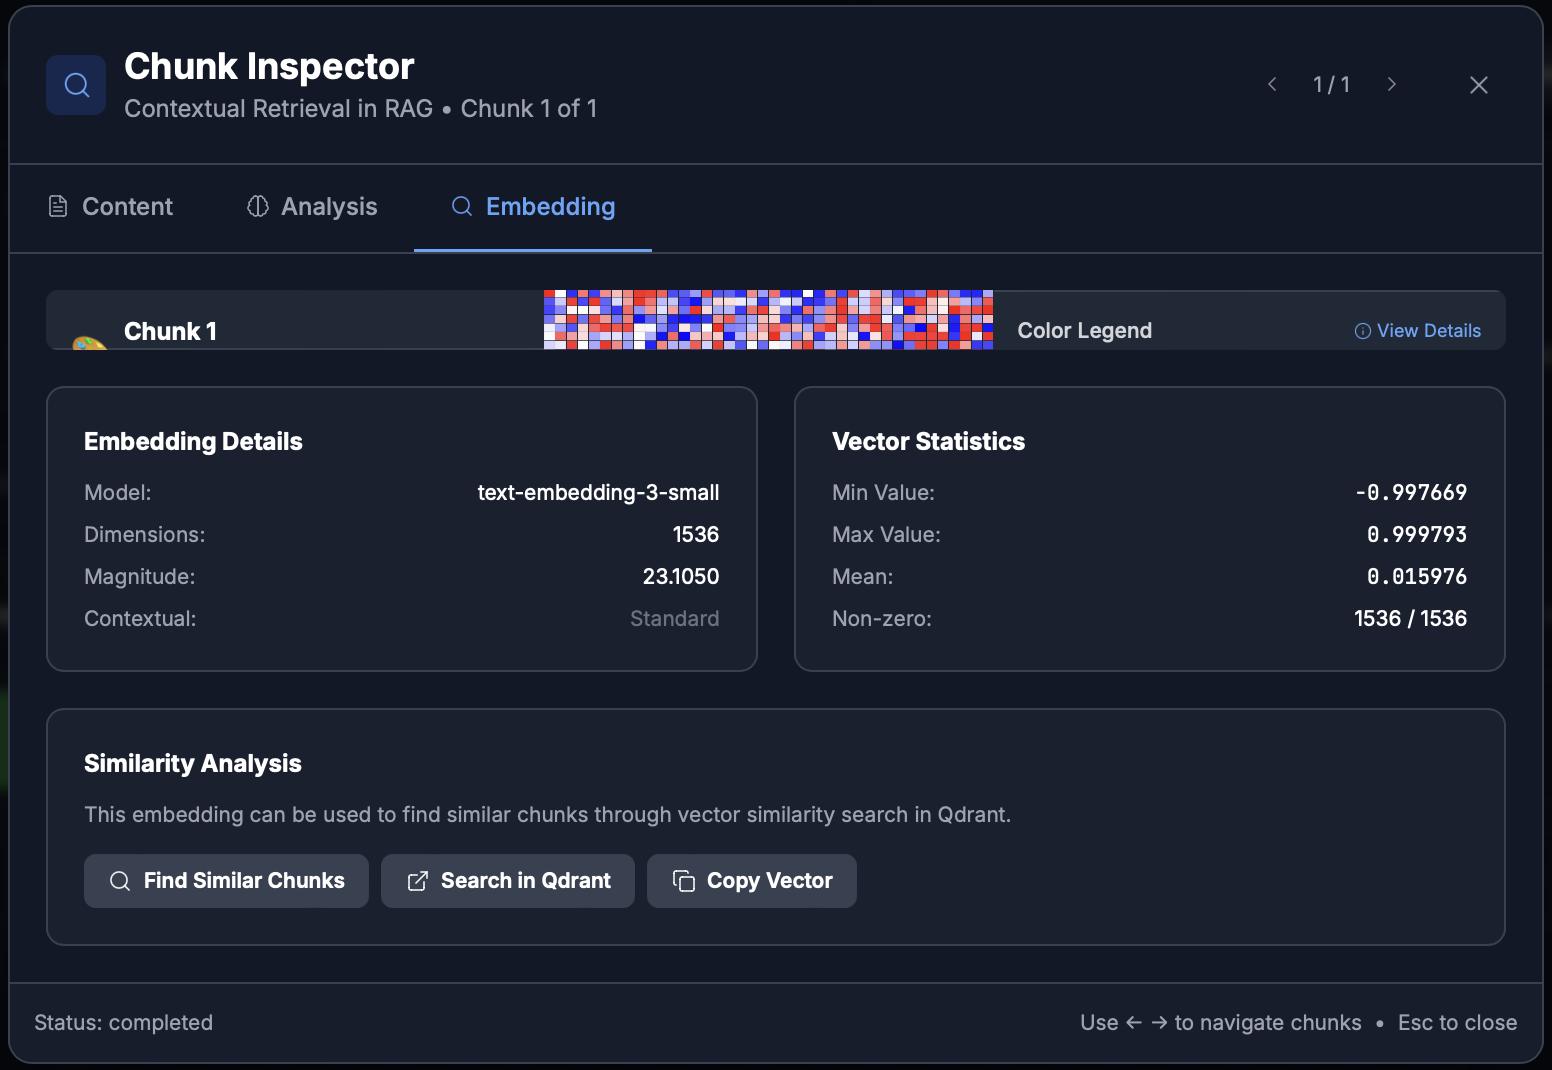 Chunk Inspector
Contextual Retrieval in RAG • Chunk 1 of 1
1 / 1
Content
Analysis
Embedding
Chunk 1
Color Legend
View Details
Embedding Details
Model: text-embedding-3-small
Dimensions: 1536
Magnitude: 23.1050
Contextual: Standard
Vector Statistics
Min Value: -0.997669
Max Value: 0.999793
Mean: 0.015976
Non-zero: 1536 / 1536
Similarity Analysis
This embedding can be used to find similar chunks through vector similarity search in Qdrant.
Find Similar Chunks
Search in Qdrant
Copy Vector
Status: completed
Use ← → to navigate chunks • Esc to close